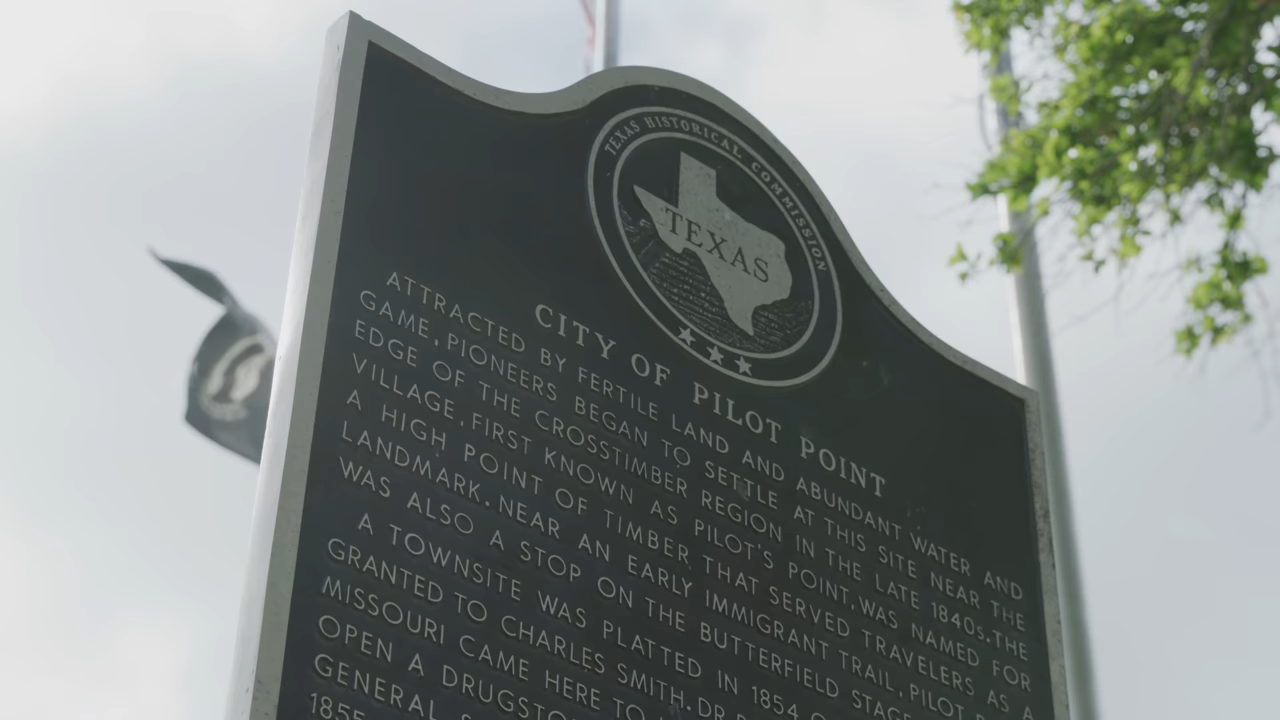 TEXAS HISTORICAL COMMISSION
TEXAS
CITY OF PILOT POINT
ATTRACTED BY FERTILE LAND AND ABUNDANT WATER AND
GAME, PIONEERS BEGAN TO SETTLE AT THIS SITE NEAR THE
EDGE OF THE CROSSTIMBER REGION IN THE LATE 1840s. THE
VILLAGE, FIRST KNOWN AS PILOT'S POINT, WAS NAMED FOR
A HIGH POINT OF TIMBER THAT SERVED TRAVELERS AS A
LANDMARK. NEAR AN EARLY IMMIGRANT TRAIL, PILOT
WAS ALSO A STOP ON THE BUTTERFIELD STAGE
A TOWNSITE WAS PLATTED IN 1854
GRANTED TO CHARLES SMITH. DR
MISSOURI CAME HERE TO
OPEN A
GENERAL
1855